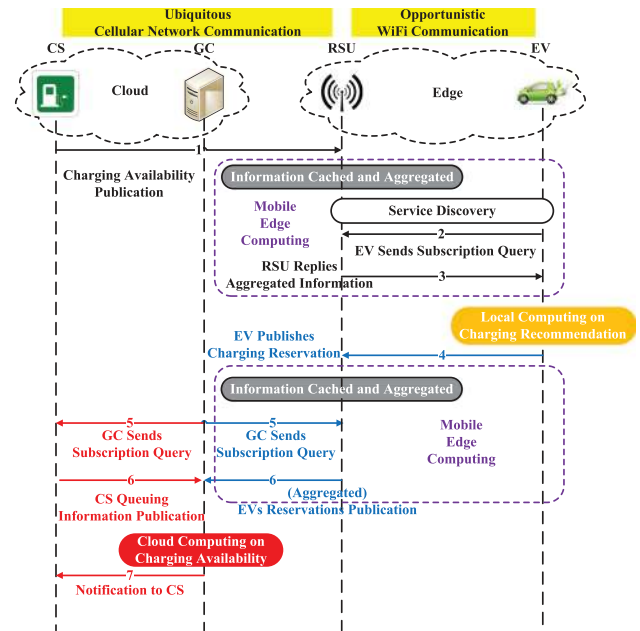 Ubiquitous
Cellular Network Communication
Opportunistic
WiFi Communication
CS
GC
RSU
EV
Cloud
Edge
1
Charging Availability
Publication
Information Cached and Aggregated
Mobile
Edge
Computing
Service Discovery
2
EV Sends Subscription Query
RSU Replies
Aggregated Information
3
Local Computing on
Charging Recommendation
EV Publishes
Charging Reservation
4
Information Cached and Aggregated
5
GC Sends
Subscription Query
5
GC Sends
Subscription Query
Mobile
Edge
Computing
6
CS Queuing
Information Publication
6
(Aggregated)
EVs Reservations Publication
Cloud Computing on
Charging Availability
7
Notification to CS